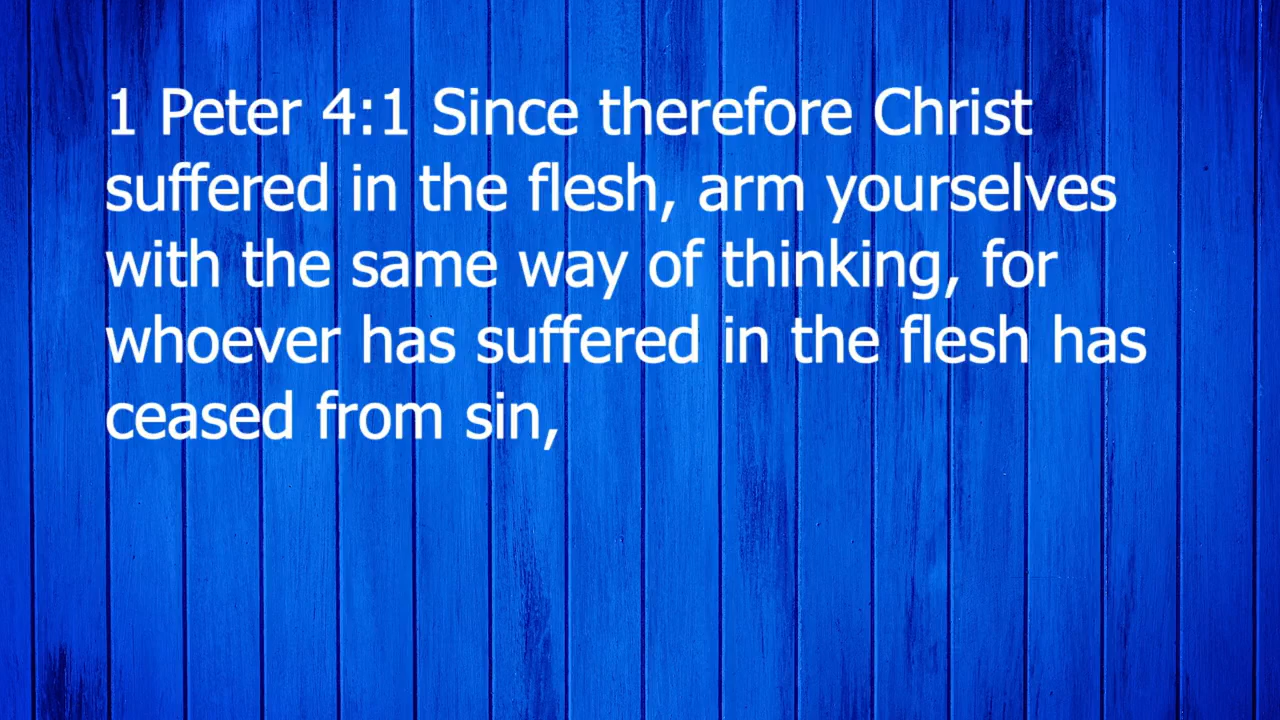 1 Peter 4:1 Since therefore Christ
suffered in the flesh, arm yourselves
with the same way of thinking, for
whoever has suffered in the flesh has
ceased from sin,